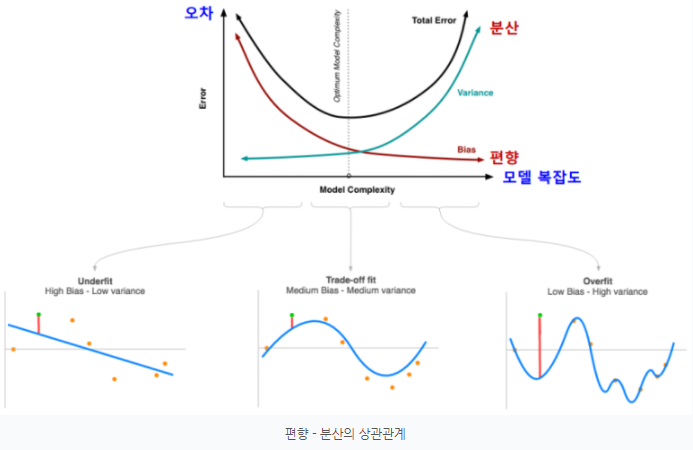 오차
Total Error
분산
Optimum Model Complexity
Error
Variance
Bias
편향
모델 복잡도
Model Complexity
Underfit
High Bias - Low variance
Trade-off fit
Medium Bias - Medium variance
Overfit
Low Bias - High variance
편향 - 분산의 상관관계